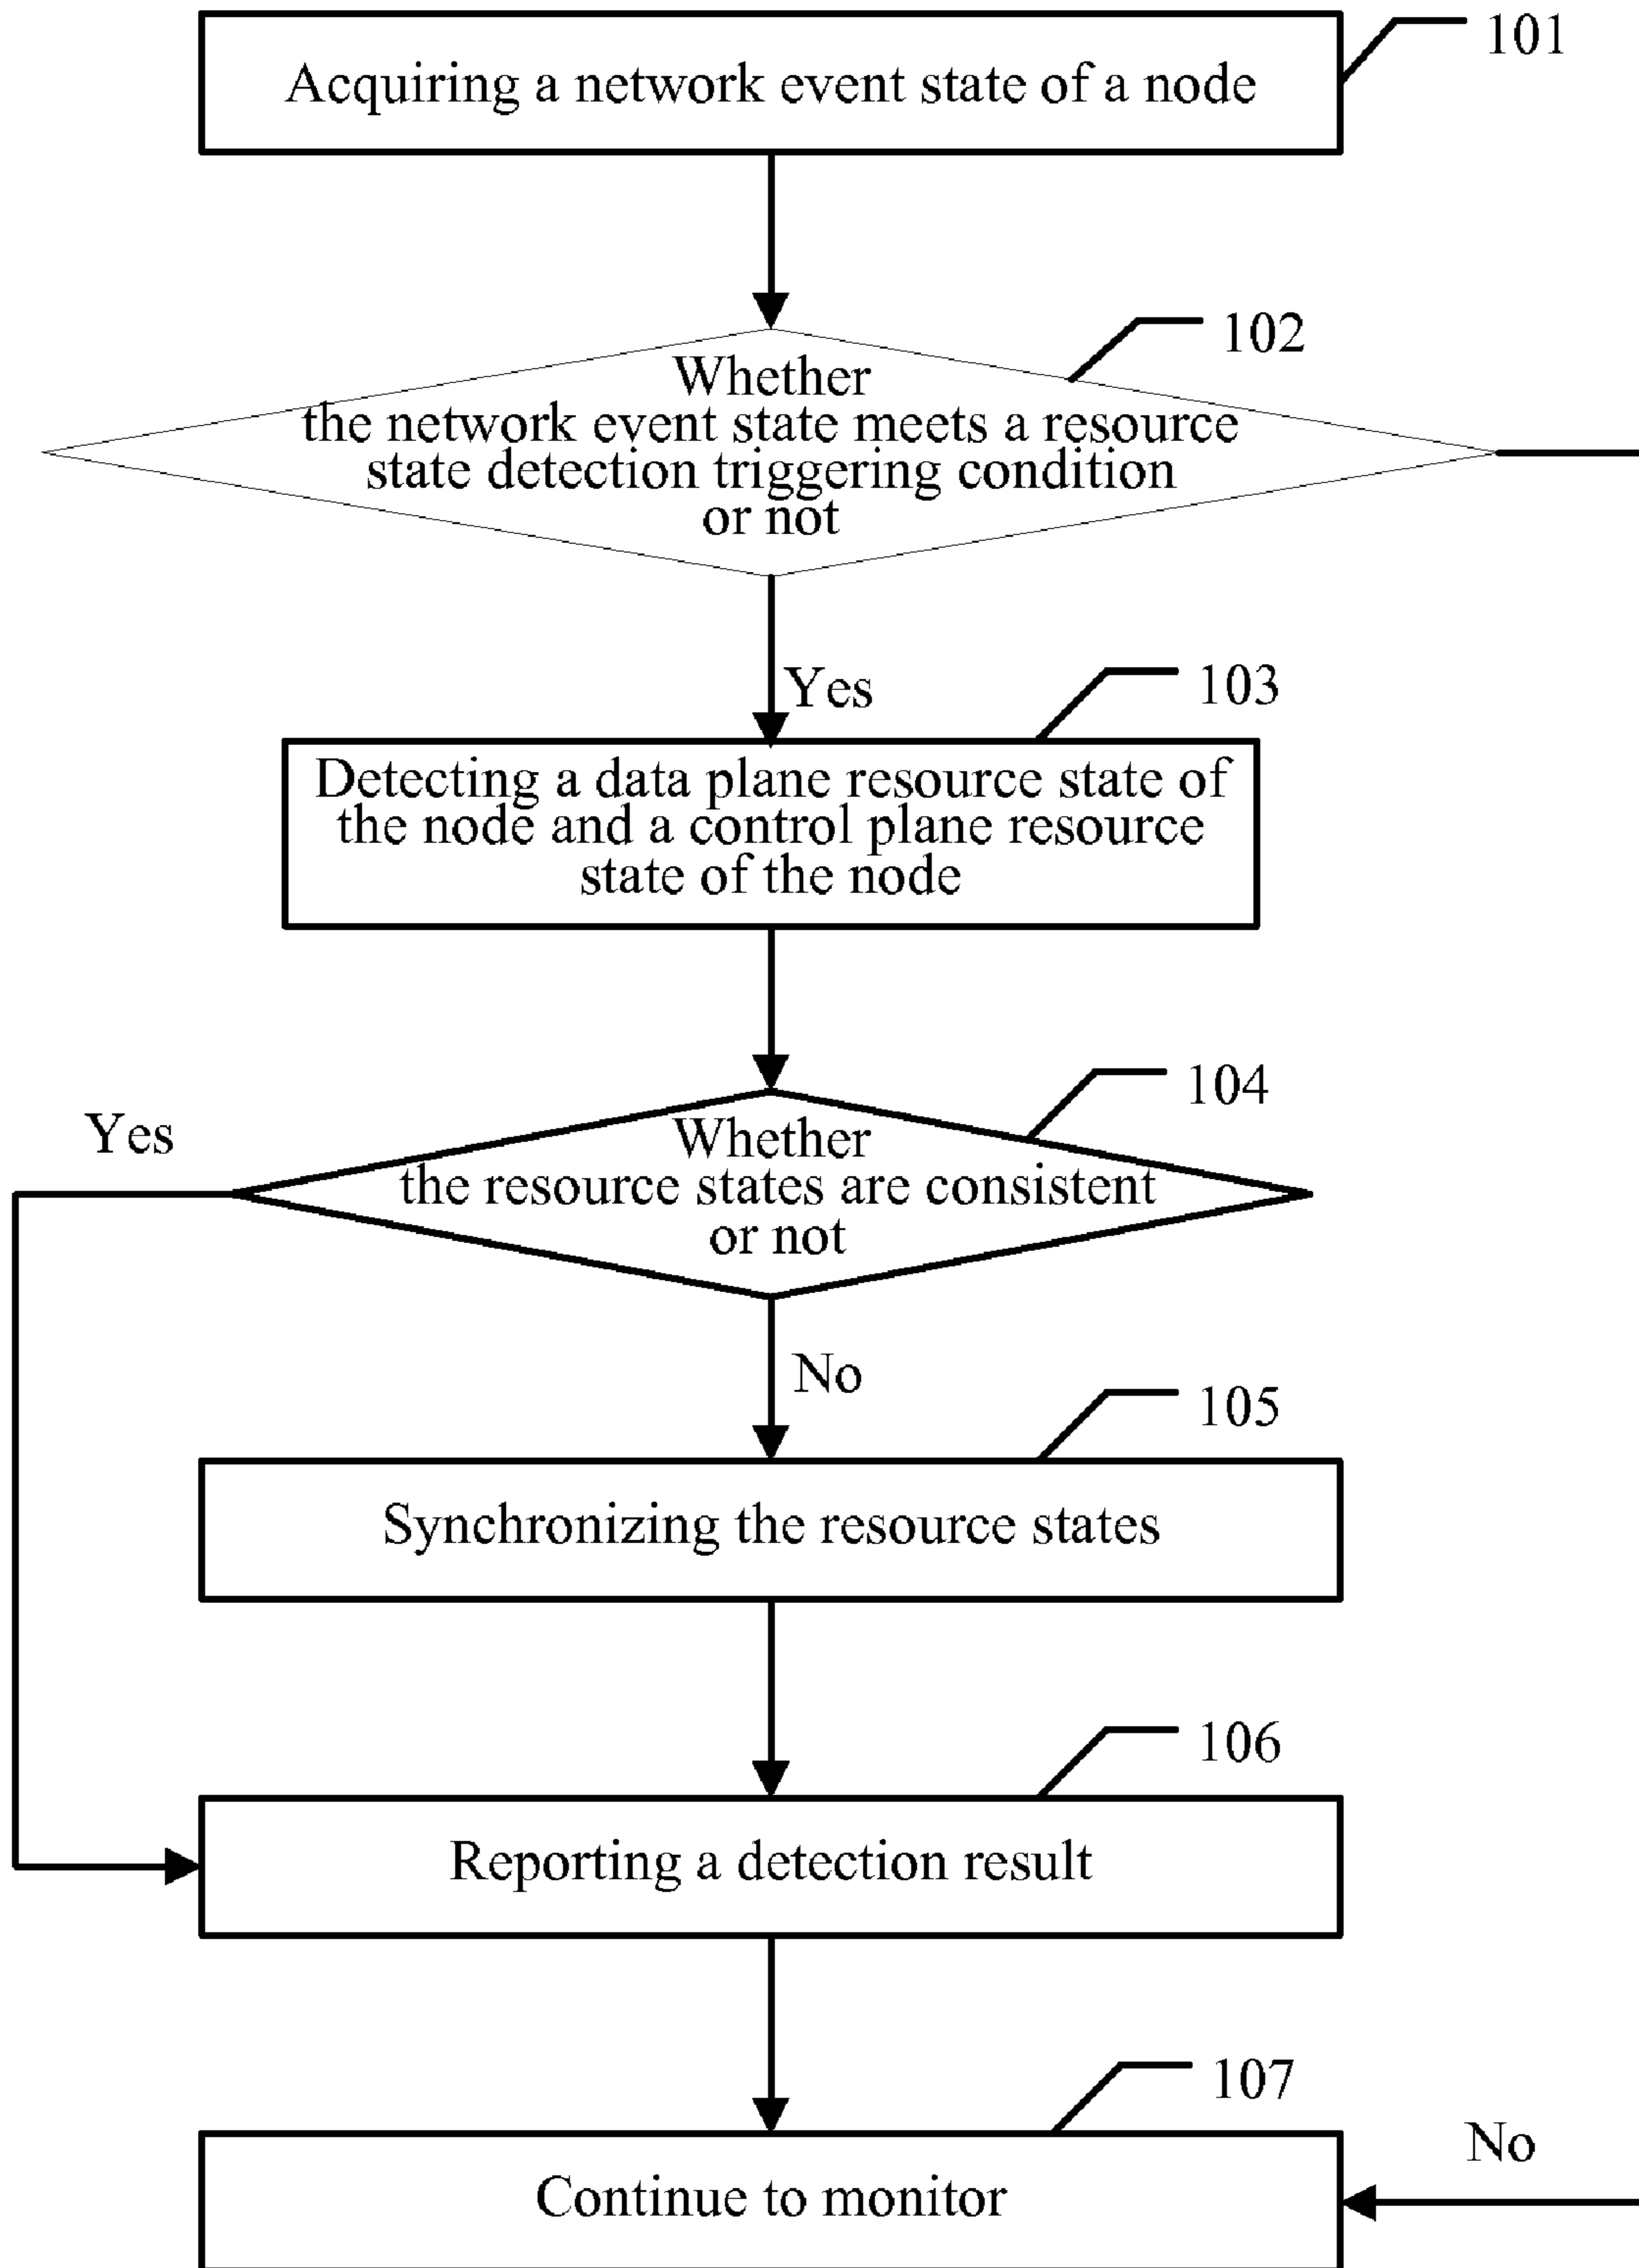 Acquiring a network event state of a node
101
102
Whether
the network event state meets a resource
state detection triggering condition
or not
Yes
103
Detecting a data plane resource state of
the node and a control plane resource
state of the node
104
Yes
Whether
the resource states are consistent
or not
No
105
Synchronizing the resource states
106
Reporting a detection result
107
No
Continue to monitor